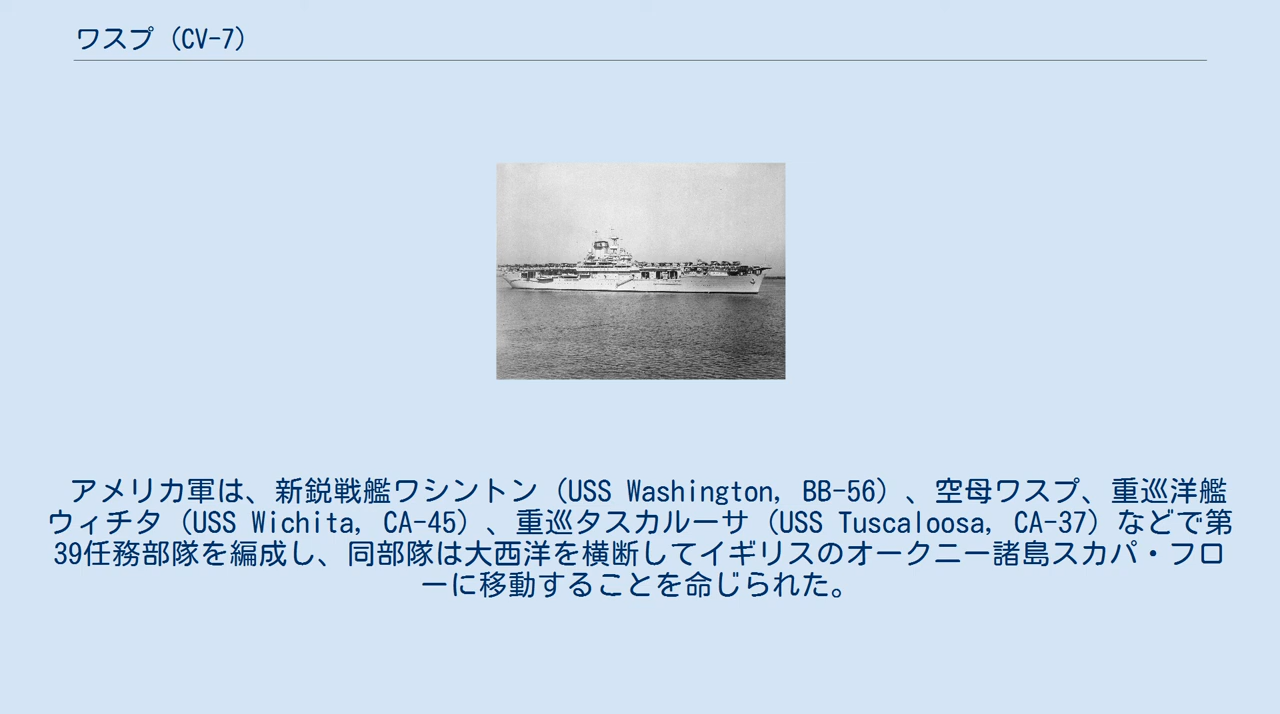 ワスプ（CV-7）
アメリカ軍は、新鋭戦艦ワシントン（USS Washington, BB-56）、空母ワスプ、重巡洋艦
ウィチタ（USS Wichita, CA-45）、重巡タスカルーサ（USS Tuscaloosa, CA-37）などで第
39任務部隊を編成し、同部隊は大西洋を横断してイギリスのオークニー諸島スカパ・フロ
ーに移動することを命じられた。